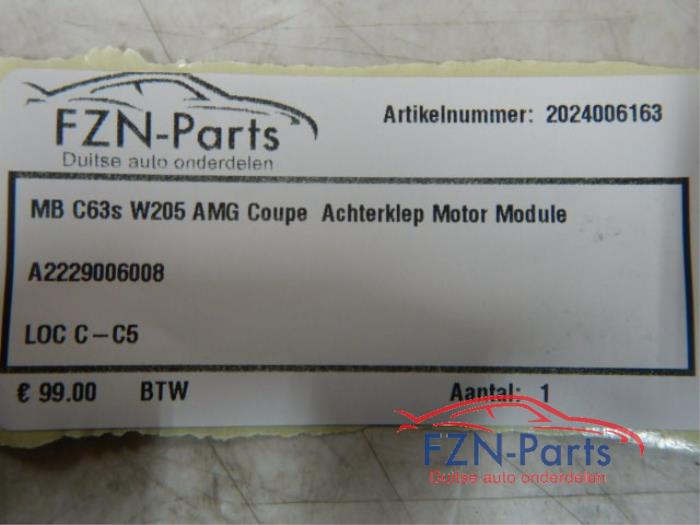 FZN-Parts
Duitse auto onderdelen
Artikelnummer: 2024006163
MB C63s W205 AMG Coupe Achterklep Motor Module
A2229006008
LOC C-C5
€ 99.00 BTW Aantal: 1
FZN-Parts
Duitse auto onderdelen